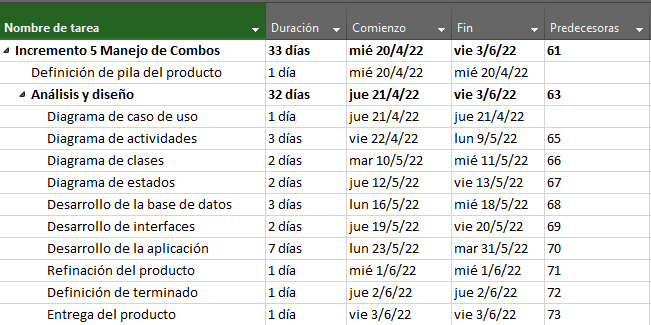 Nombre de tarea Duración Comienzo Fin Predecesoras
Incremento 5 Manejo de Combos 33 días mié 20/4/22 vie 3/6/22 61
Definición de pila del producto 1 día mié 20/4/22 mié 20/4/22
Análisis y diseño 32 días jue 21/4/22 vie 3/6/22 63
Diagrama de caso de uso 1 día jue 21/4/22 jue 21/4/22
Diagrama de actividades 3 días vie 22/4/22 lun 9/5/22 65
Diagrama de clases 2 días mar 10/5/22 mié 11/5/22 66
Diagrama de estados 2 días jue 12/5/22 vie 13/5/22 67
Desarrollo de la base de datos 3 días lun 16/5/22 mié 18/5/22 68
Desarrollo de interfaces 2 días jue 19/5/22 vie 20/5/22 69
Desarrollo de la aplicación 7 días lun 23/5/22 mar 31/5/22 70
Refinación del producto 1 día mié 1/6/22 mié 1/6/22 71
Definición de terminado 1 día jue 2/6/22 jue 2/6/22 72
Entrega del producto 1 día vie 3/6/22 vie 3/6/22 73